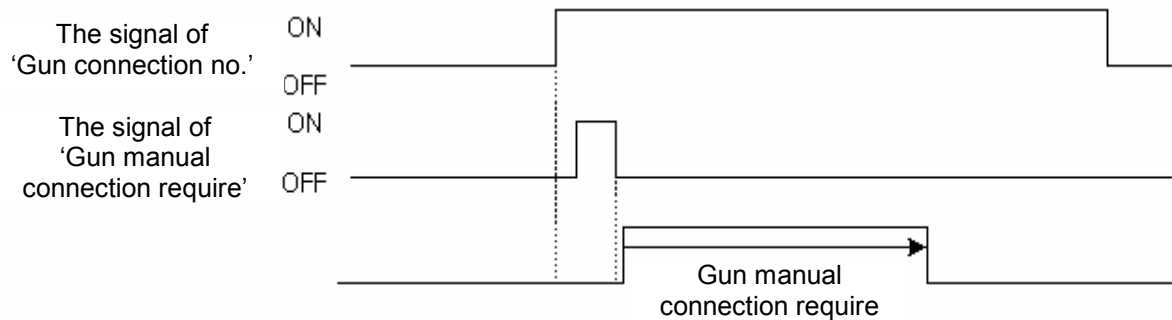 The signal of
‘Gun connection no.’
ON
OFF
The signal of
‘Gun manual
connection require’
ON
OFF
Gun manual
connection require